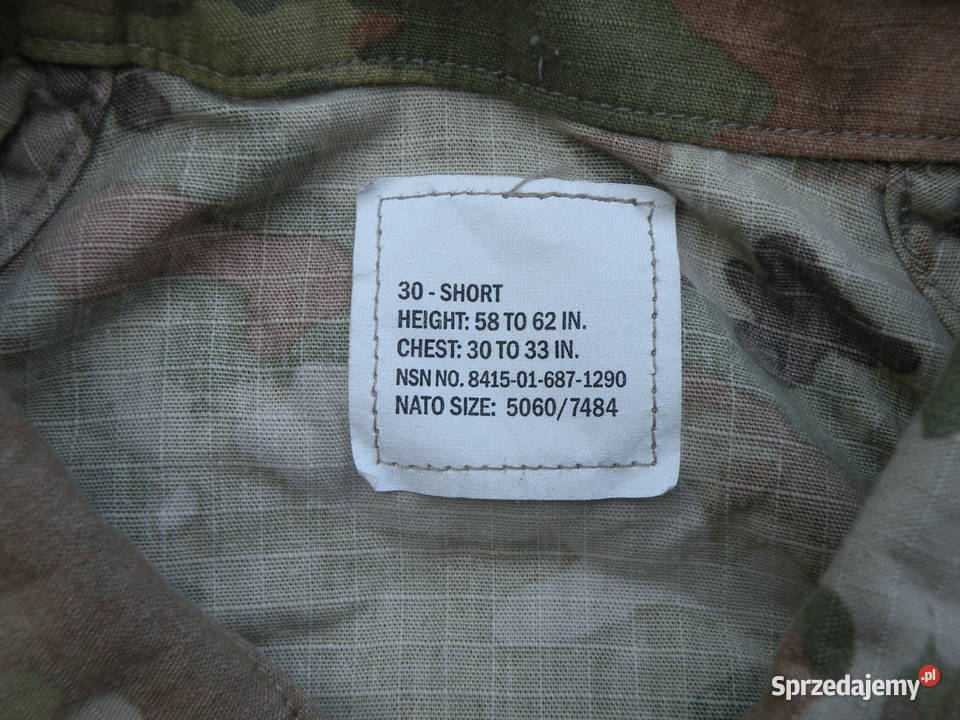 30 - SHORT
HEIGHT: 58 TO 62 IN.
CHEST: 30 TO 33 IN.
NSN NO. 8415-01-687-1290
NATO SIZE: 5060/7484
Sprzedajemy.pl